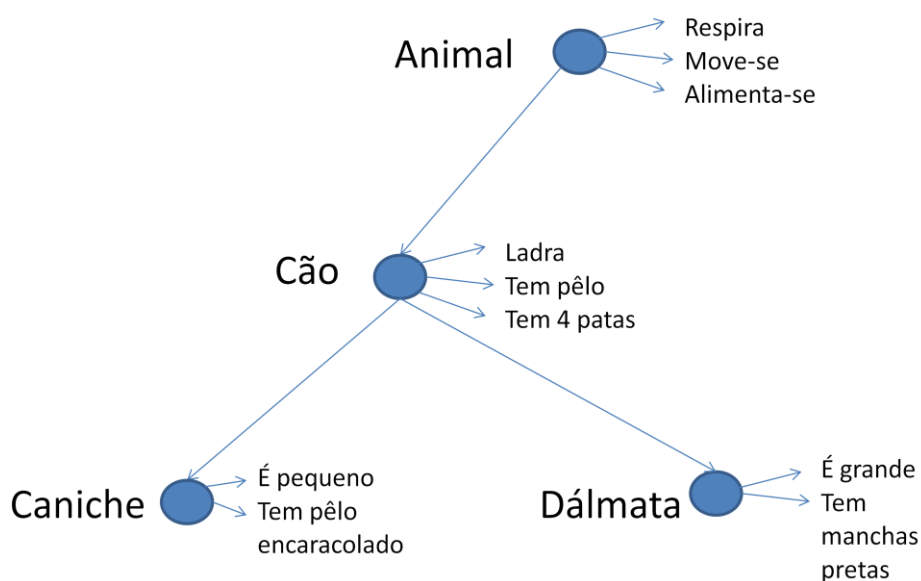 Animal
Respira
Move-se
Alimenta-se
Cão
Ladra
Tem pêlo
Tem 4 patas
Caniche
É pequeno
Tem pêlo
encaracolado
Dálmata
É grande
Tem
manchas
pretas